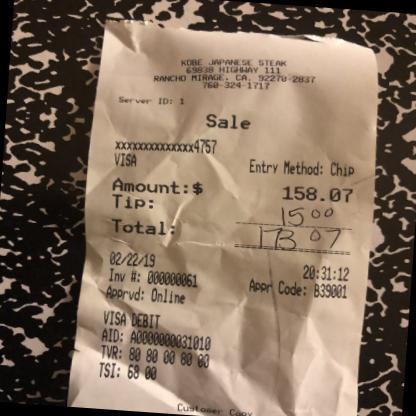 KOBE JAPANESE STEAK
69838 HIGHWAY 111
RANCHO MIRAGE, CA. 92270-2837
760-324-1717
Server ID: 1
Sale
xxxxxxxxxxxxxx4757
VISA
Entry Method: Chip
Amount:$ 158.07
Tip: 15 00
Total: 173 07
02/22/19 20:31:12
Inv #: 000000061 Appr Code: B39001
Apprvd: Online
VISA DEBIT
AID: A0000000031010
TVR: 80 80 00 80 00
TSI: 68 00
Customer Copy